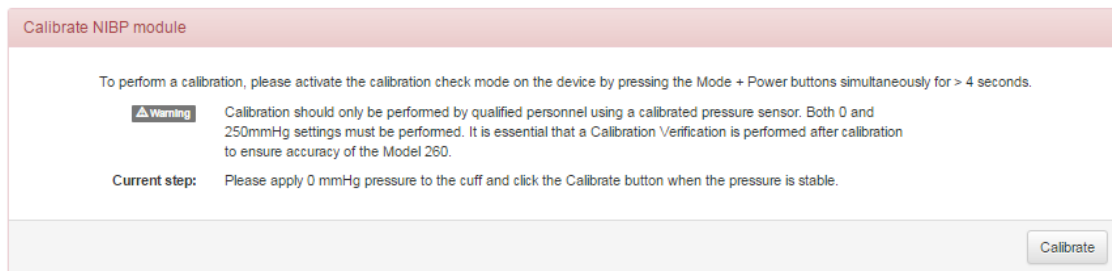 Calibrate NIBP module
To perform a calibration, please activate the calibration check mode on the device by pressing the Mode + Power buttons simultaneously for > 4 seconds.
Warning
Calibration should only be performed by qualified personnel using a calibrated pressure sensor. Both 0 and
250mmHg settings must be performed. It is essential that a Calibration Verification is performed after calibration
to ensure accuracy of the Model 260.
Current step: Please apply 0 mmHg pressure to the cuff and click the Calibrate button when the pressure is stable.
Calibrate